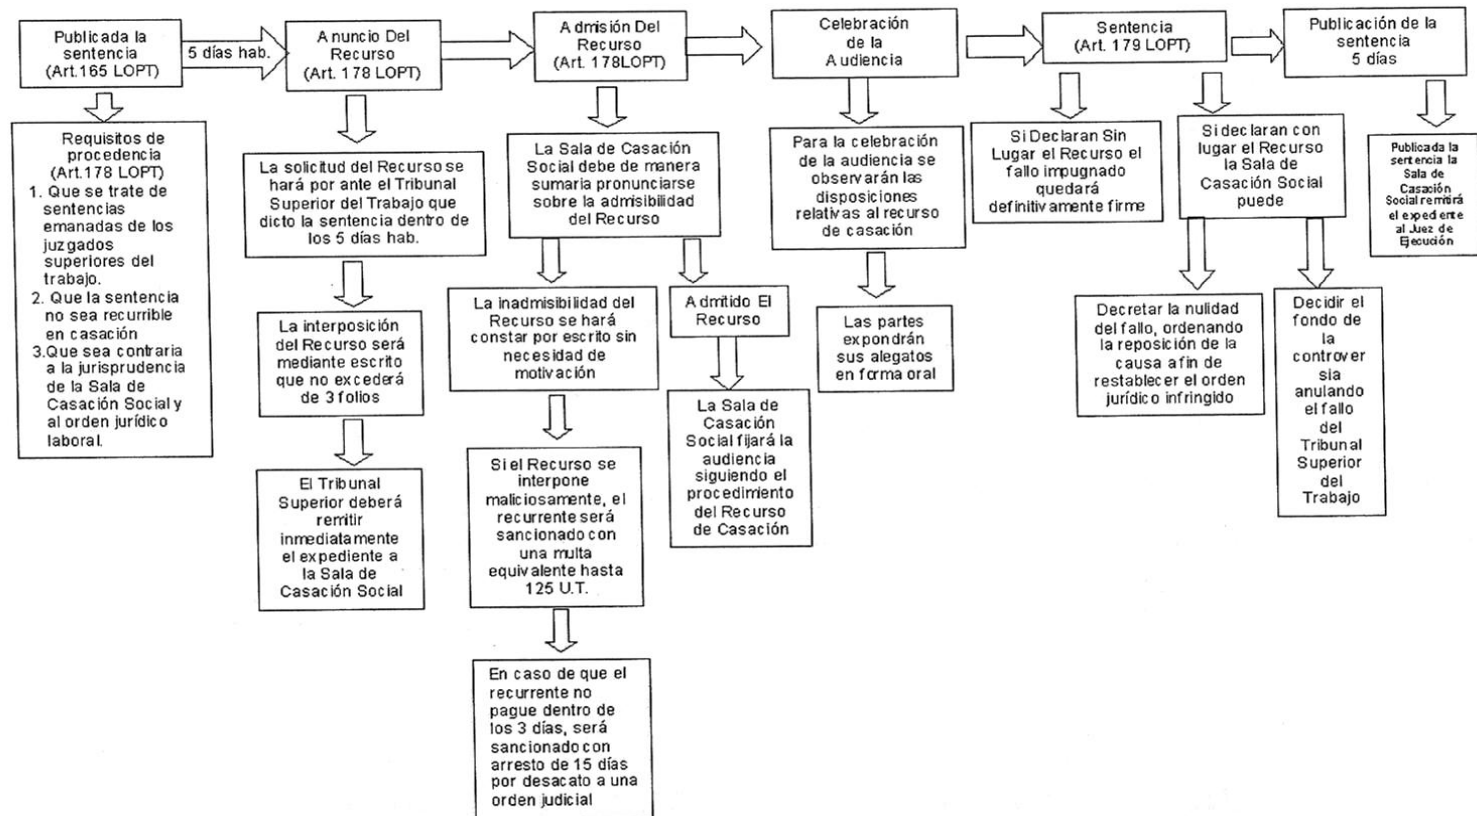 Publicada la
sentencia
(Art.165 LOPT)
5 días hab.
Anuncio Del
Recurso
(Art. 178 LOPT)
Admisión Del
Recurso
(Art. 178LOPT)
Celebración
de la
Audiencia
Sentencia
(Art. 179 LOPT)
Publicación de la
sentencia
5 días
Requisitos de
procedencia
(Art.178 LOPT)
1. Que se trate de
sentencias
emanadas de los
juzgados
superiores del
trabajo.
2. Que la sentencia
no sea recurrible
en casación
3.Que sea contraria
a la jurisprudencia
de la Sala de
Casación Social y
al orden jurídico
laboral.
La solicitud del Recurso se
hará por ante el Tribunal
Superior del Trabajo que
dicto la sentencia dentro de
los 5 días hab.
La interposición
del Recurso será
mediante escrito
que no excederá
de 3 folios
El Tribunal
Superior deberá
remitir
inmediatamente
el expediente a
la Sala de
Casación Social
La Sala de Casación
Social debe de manera
sumaria pronunciarse
sobre la admisibilidad
del Recurso
La inadmisibilidad del
Recurso se hará
constar por escrito sin
necesidad de
motivación
Si el Recurso se
interpone
maliciosamente, el
recurrente será
sancionado con
una multa
equivalente hasta
125 U.T.
En caso de que el
recurrente no
pague dentro de
los 3 días, será
sancionado con
arresto de 15 días
por desacato a una
orden judicial
Admitido El
Recurso
La Sala de
Casación
Social fijará la
audiencia
siguiendo el
procedimiento
del Recurso
de Casación
Para la celebración
de la audiencia se
observarán las
disposiciones
relativas al recurso
de casación
Las partes
expondrán
sus alegatos
en forma oral
Si Declaran Sin
Lugar el Recurso el
fallo impugnado
quedará
definitivamente firme
Si declaran con
lugar el Recurso
la Sala de
Casación Social
puede
Decretar la nulidad
del fallo, ordenando
la reposición de la
causa afin de
restablecer el orden
jurídico infringido
Decidir el
fondo de
la
controver
sia
anulando
el fallo
del
Tribunal
Superior
del
Trabajo
Publicada la
sentencia la
Sala de
Casación
Social remitirá
el expediente
al Juez de
Ejecución